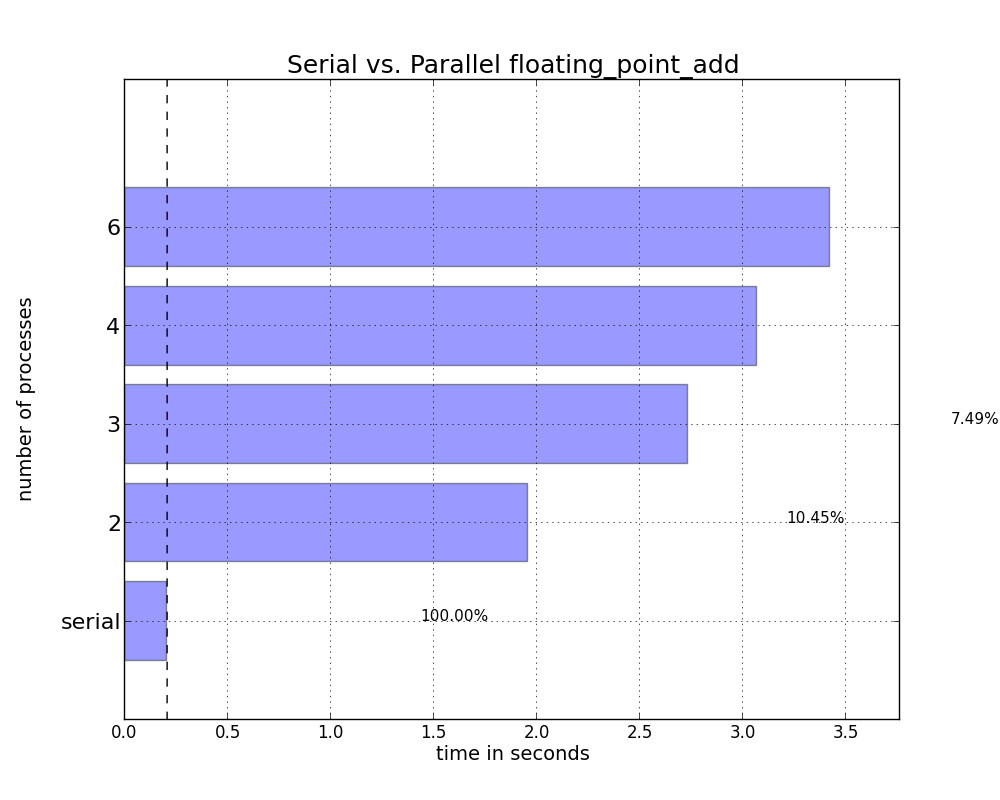 Serial vs. Parallel floating_point_add
number of processes
6
4
3
7.49%
2
10.45%
serial
100.00%
0.0 0.5 1.0 1.5 2.0 2.5 3.0 3.5
time in seconds